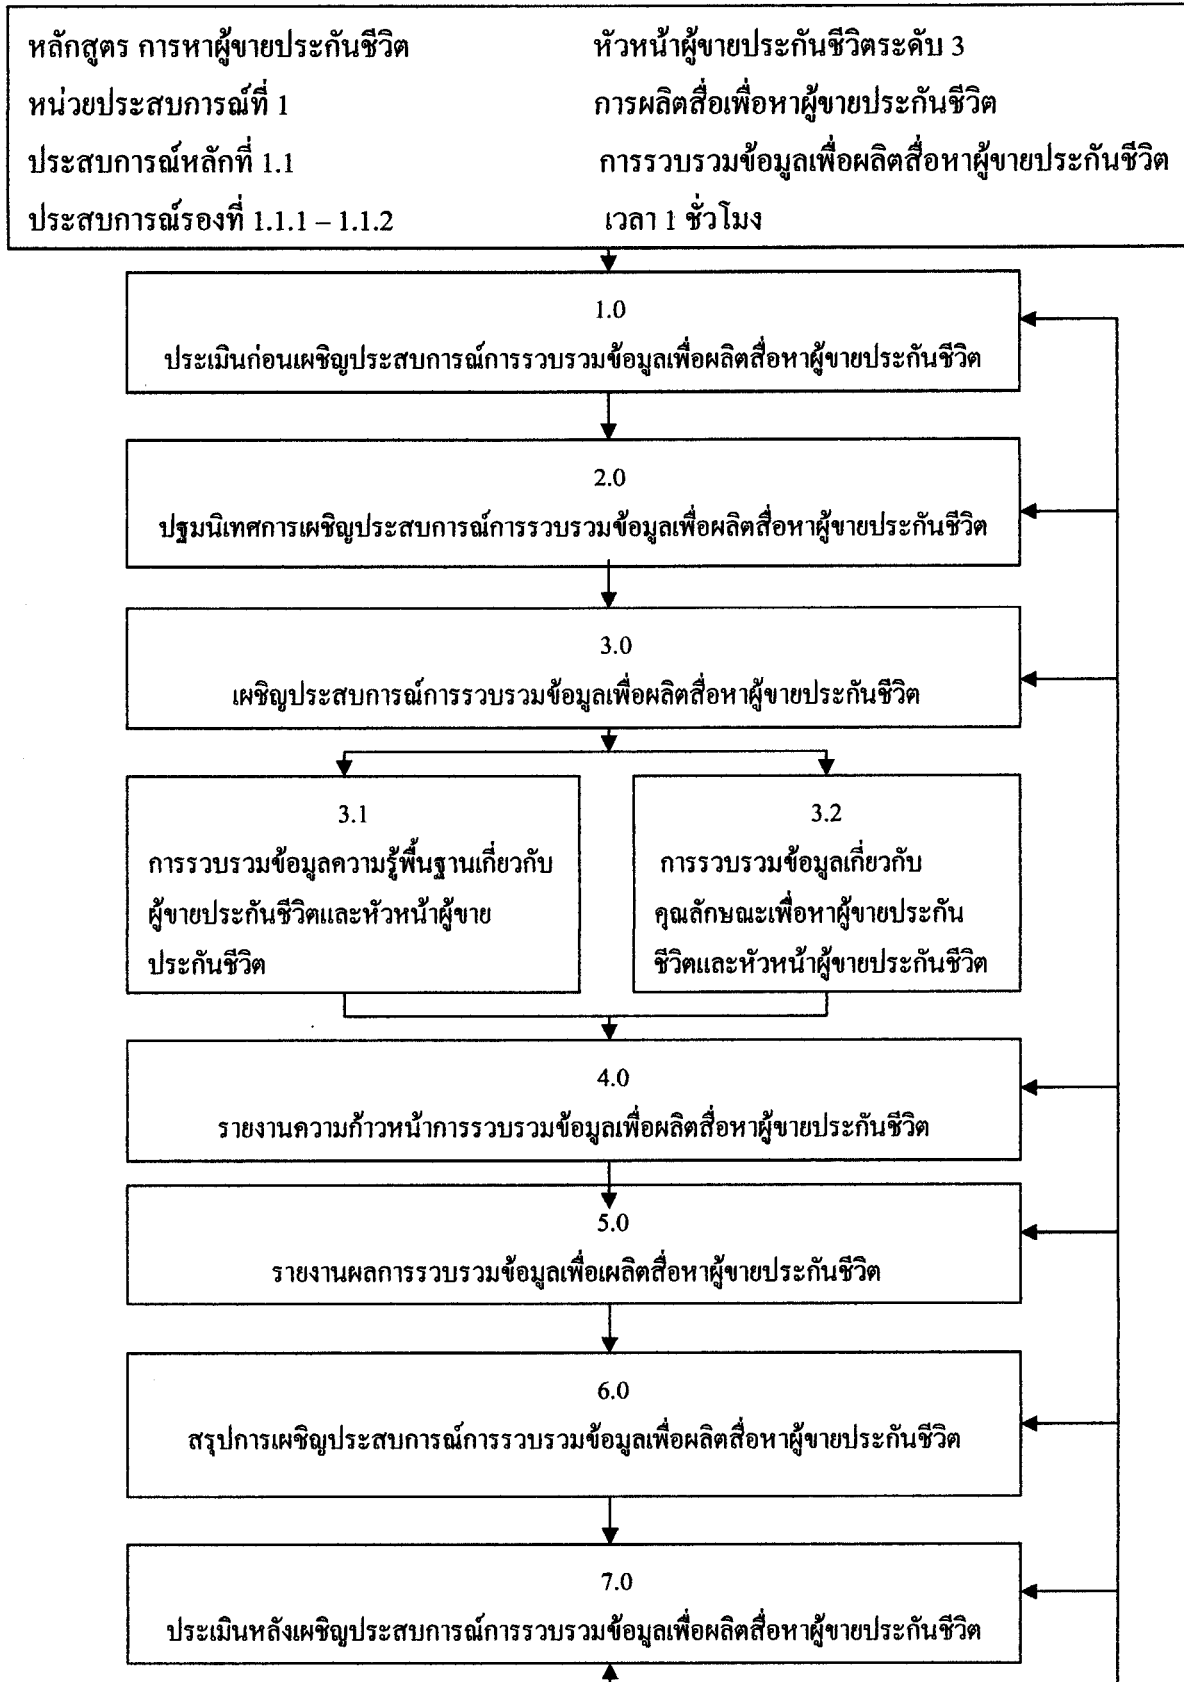 หลักสูตร การหาผู้ขายประกันชีวิต หัวหน้าผู้ขายประกันชีวิตระดับ 3
หน่วยประสบการณ์ที่ 1 การผลิตสื่อเพื่อหาผู้ขายประกันชีวิต
ประสบการณ์หลักที่ 1.1 การรวบรวมข้อมูลเพื่อผลิตสื่อหาผู้ขายประกันชีวิต
ประสบการณ์รองที่ 1.1.1 – 1.1.2 เวลา 1 ชั่วโมง
1.0
ประเมินก่อนเผชิญประสบการณ์การรวบรวมข้อมูลเพื่อผลิตสื่อหาผู้ขายประกันชีวิต
2.0
ปฐมนิเทศการเผชิญประสบการณ์การรวบรวมข้อมูลเพื่อผลิตสื่อหาผู้ขายประกันชีวิต
3.0
เผชิญประสบการณ์การรวบรวมข้อมูลเพื่อผลิตสื่อหาผู้ขายประกันชีวิต
3.1
การรวบรวมข้อมูลความรู้พื้นฐานเกี่ยวกับ
ผู้ขายประกันชีวิตและหัวหน้าผู้ขาย
ประกันชีวิต
3.2
การรวบรวมข้อมูลเกี่ยวกับ
คุณลักษณะเพื่อหาผู้ขายประกัน
ชีวิตและหัวหน้าผู้ขายประกันชีวิต
4.0
รายงานความก้าวหน้าการรวบรวมข้อมูลเพื่อผลิตสื่อหาผู้ขายประกันชีวิต
5.0
รายงานผลการรวบรวมข้อมูลเพื่อเผลิตสื่อหาผู้ขายประกันชีวิต
6.0
สรุปการเผชิญประสบการณ์การรวบรวมข้อมูลเพื่อผลิตสื่อหาผู้ขายประกันชีวิต
7.0
ประเมินหลังเผชิญประสบการณ์การรวบรวมข้อมูลเพื่อผลิตสื่อหาผู้ขายประกันชีวิต